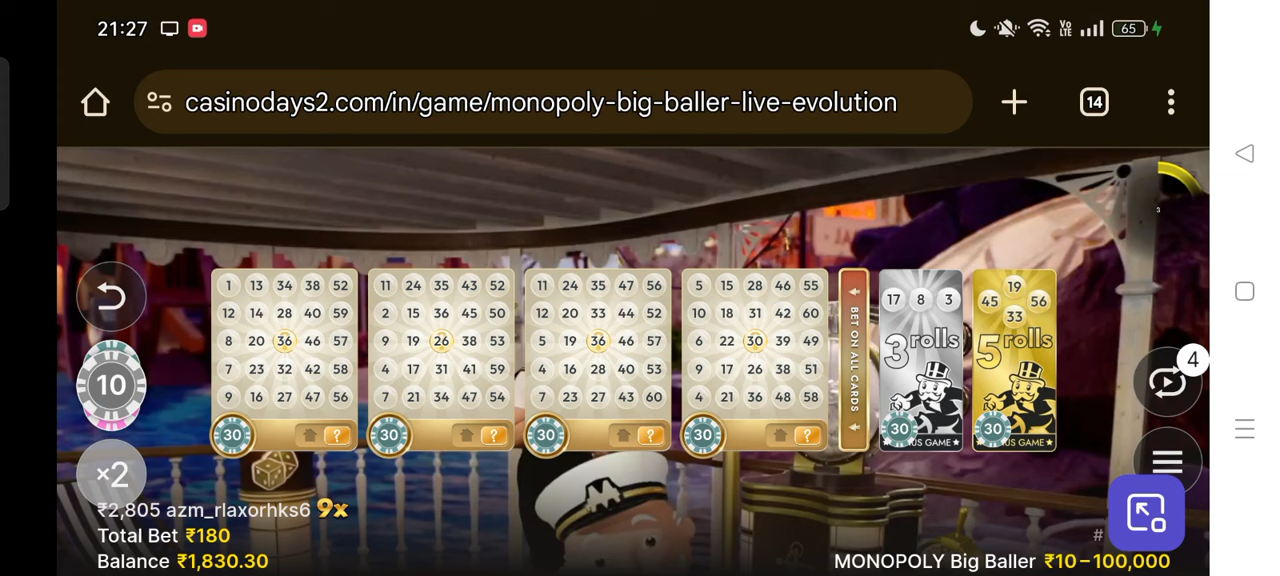 21:27
Vo LTE 65
casinodays2.com/in/game/monopoly-big-baller-live-evolution
14
1 13 34 38 52
12 14 28 40 59
8 20 36 46 57
7 23 32 42 58
9 16 27 47 56
30 ?
11 24 35 43 52
2 15 36 45 50
9 19 26 38 53
4 17 31 41 59
7 21 34 47 54
30 ?
11 24 35 47 56
12 20 33 44 52
5 19 36 46 57
4 16 28 40 53
7 23 27 43 60
30 ?
5 15 28 46 55
10 18 31 42 60
6 22 30 39 49
9 17 26 38 51
4 21 36 48 58
30 ?
BET ON ALL CARDS
17 8 3
3 rolls
30
US GAME
19
45 56
33
5 rolls
30
US GAME
10
×2
4
₹2,805 azm_rlaxorhks6 9x
Total Bet ₹180
Balance ₹1,830.30
#
MONOPOLY Big Baller ₹10–100,000